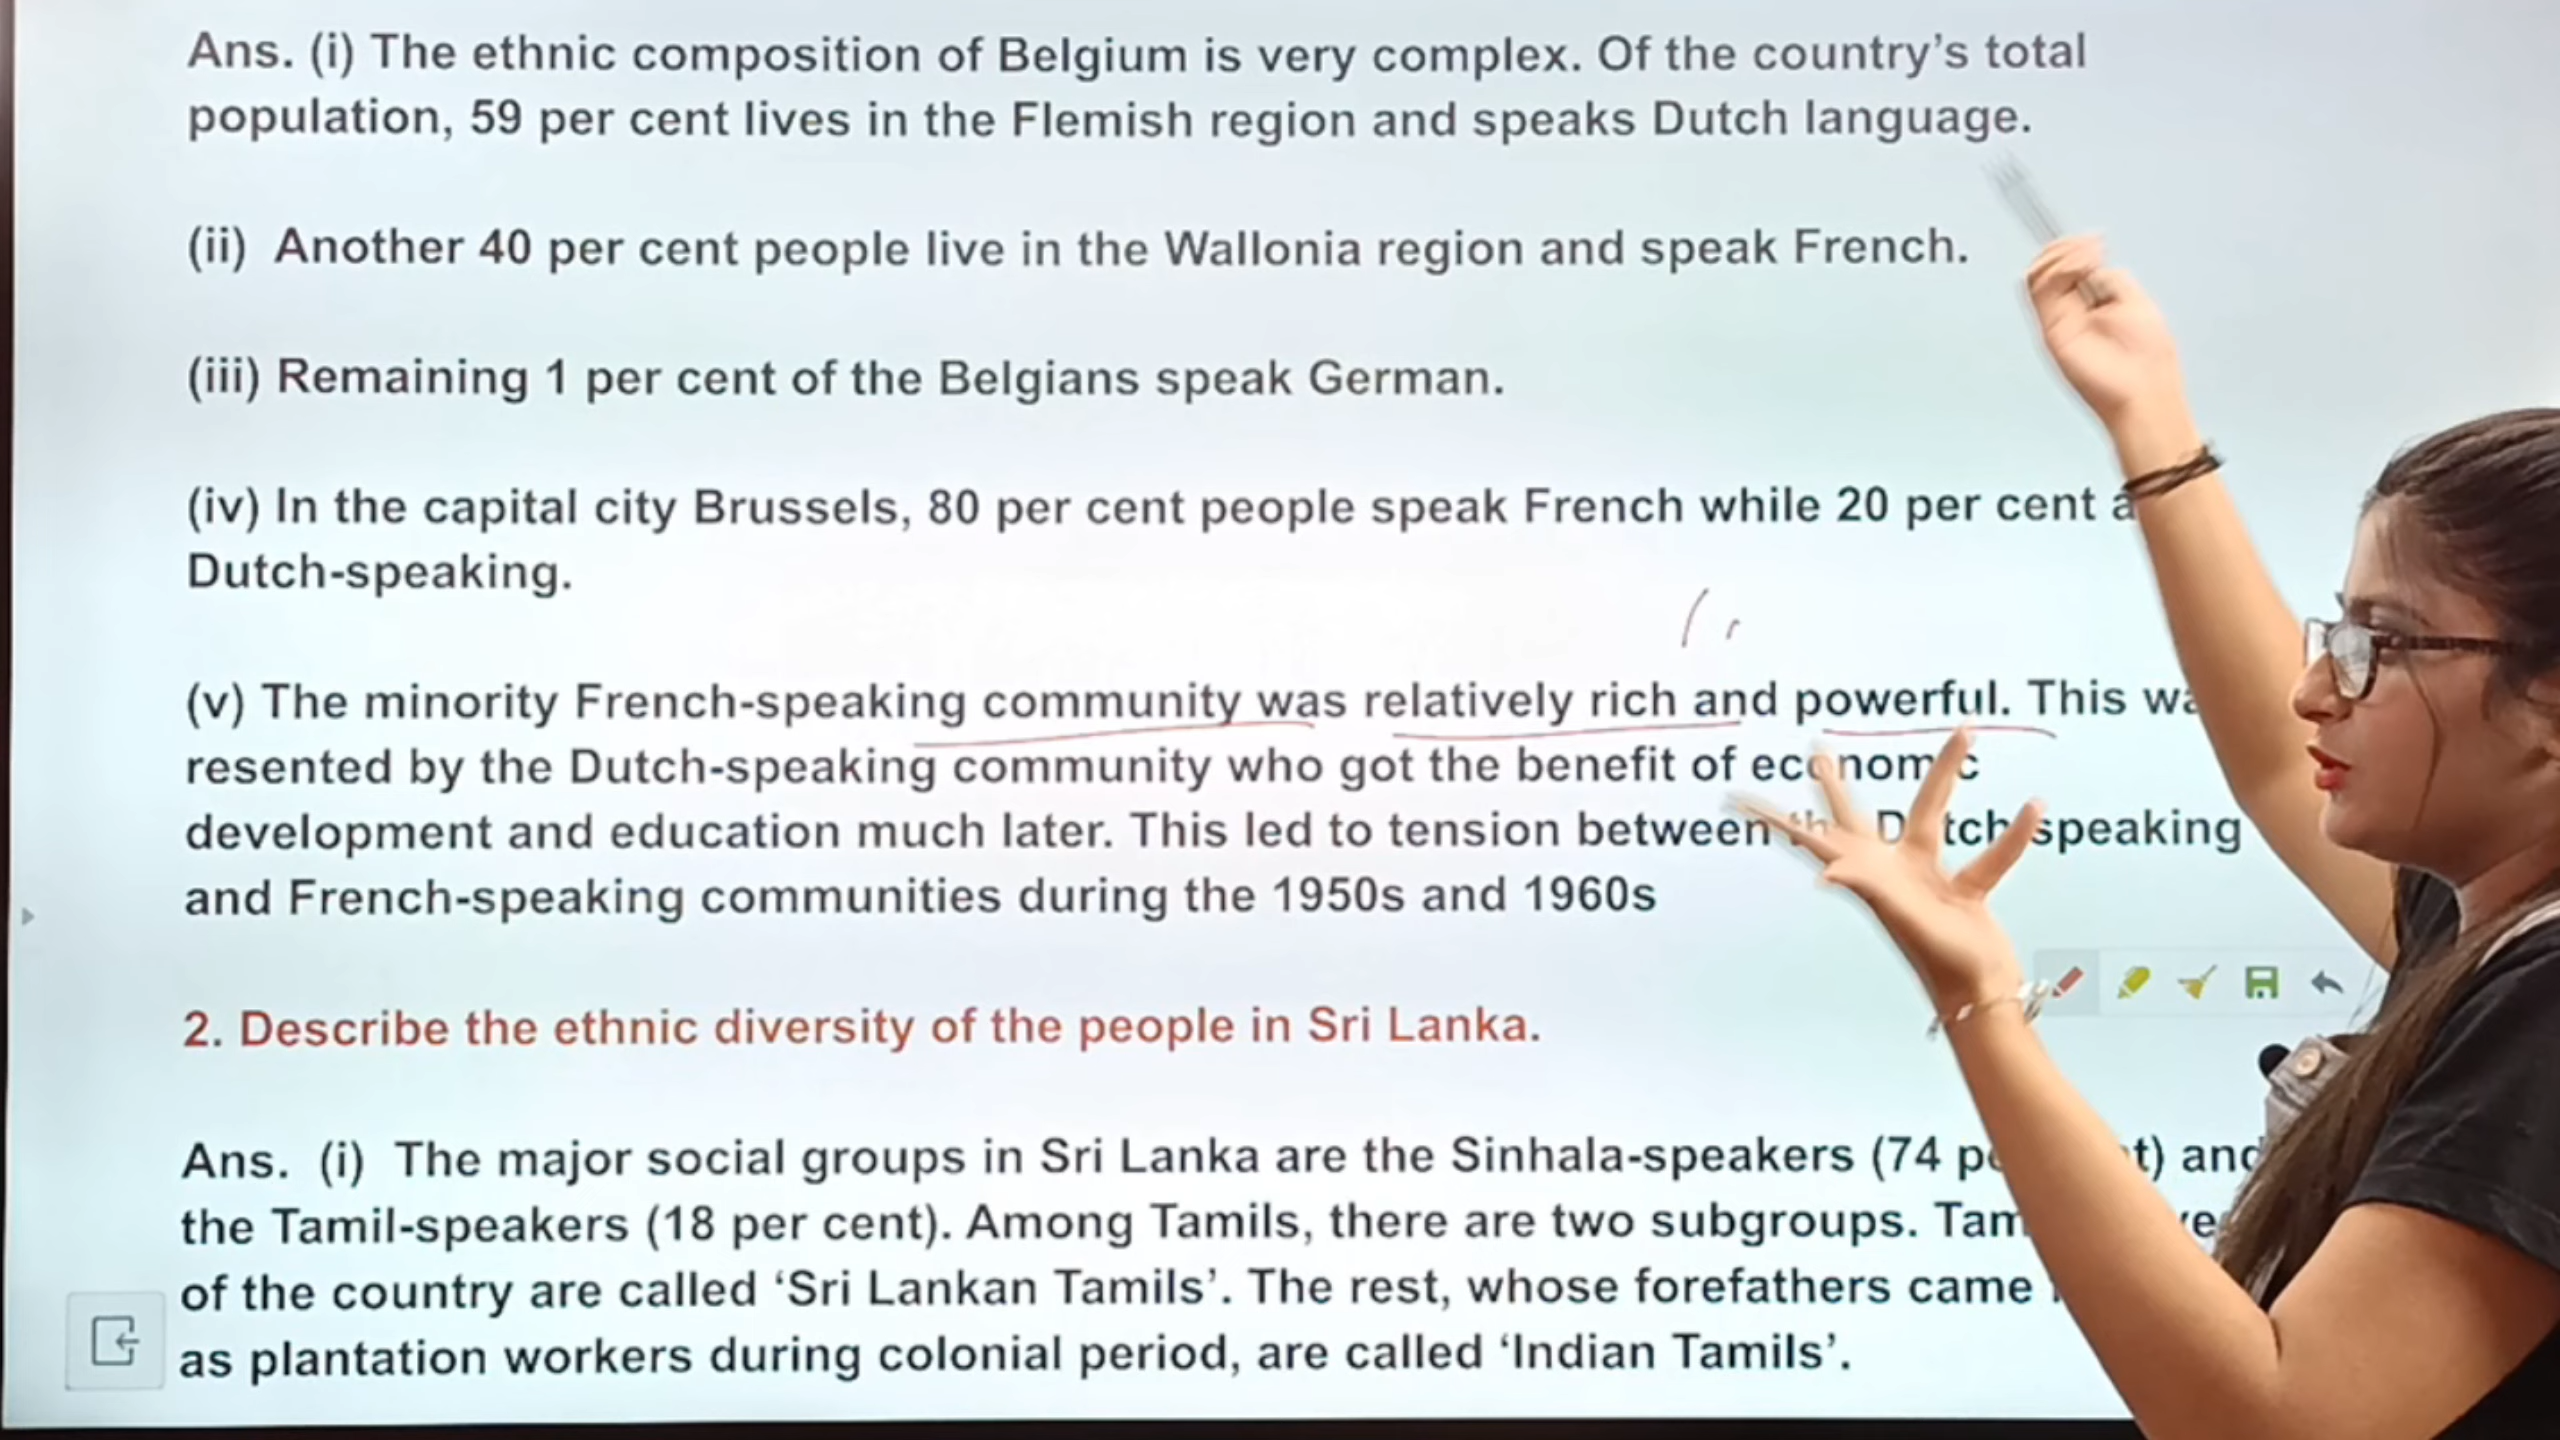 Ans. (i) The ethnic composition of Belgium is very complex. Of the country's total
population, 59 per cent lives in the Flemish region and speaks Dutch language.
(ii) Another 40 per cent people live in the Wallonia region and speak French.
(iii) Remaining 1 per cent of the Belgians speak German.
(iv) In the capital city Brussels, 80 per cent people speak French while 20 per cent
Dutch-speaking.
(v) The minority French-speaking community was relatively rich and powerful. This
resented by the Dutch-speaking community who got the benefit of economic
development and education much later. This led to tension between speaking
and French-speaking communities during the 1950s and 1960s
2. Describe the ethnic diversity of the people in Sri Lanka.
Ans. (i) The major social groups in Sri Lanka are the Sinhala-speakers (74 and
the Tamil-speakers (18 per cent). Among Tamils, there are two subgroups.
of the country are called ‘Sri Lankan Tamils’. The rest, whose forefathers came
as plantation workers during colonial period, are called ‘Indian Tamils’.